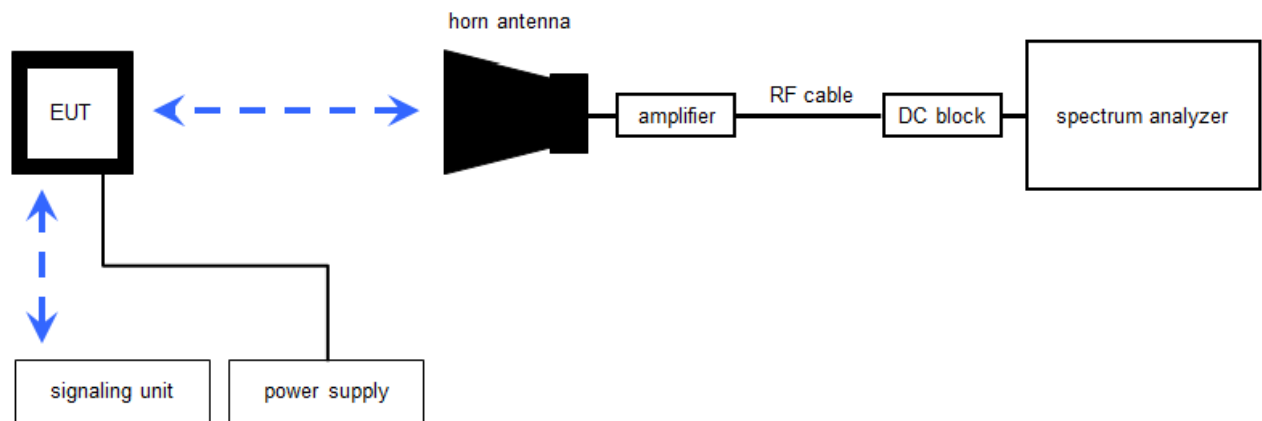 horn antenna
EUT
amplifier
RF cable
DC block
spectrum analyzer
signaling unit
power supply